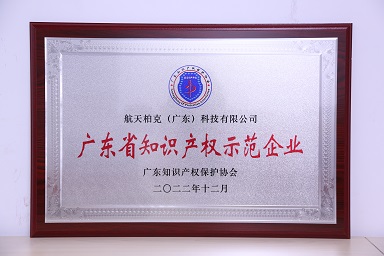 航天柏克（广东）科技有限公司
广东省知识产权示范企业
广东知识产权保护协会
二〇二二年十二月